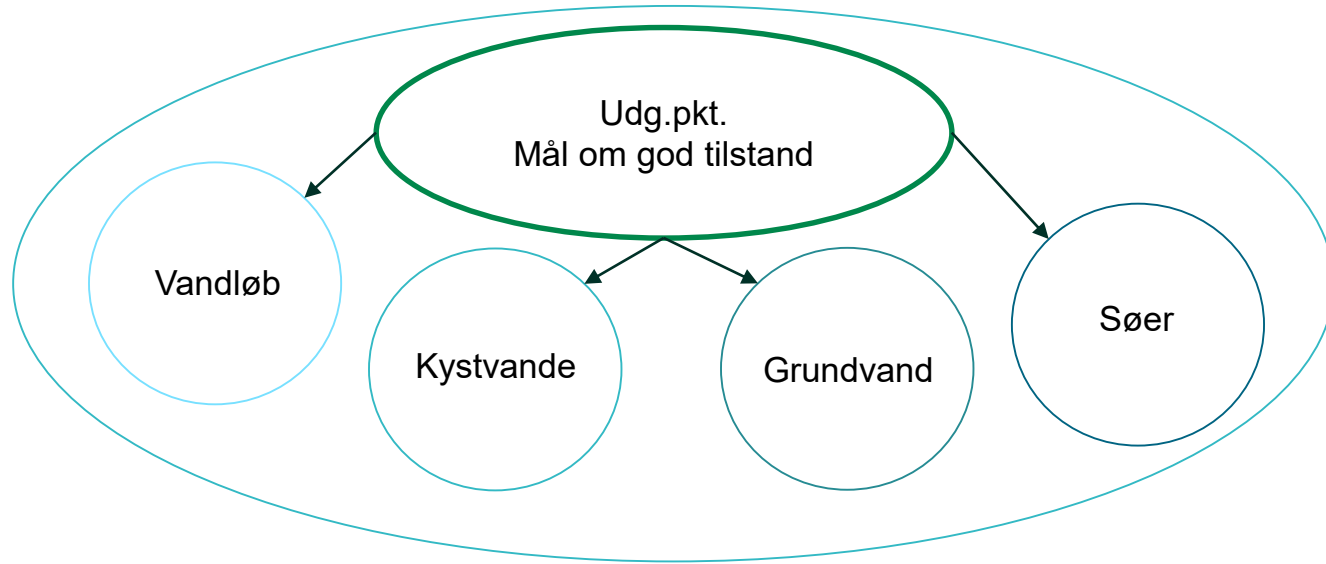 Udg.pkt.
Mål om god tilstand
Vandløb
Kystvande
Grundvand
Søer